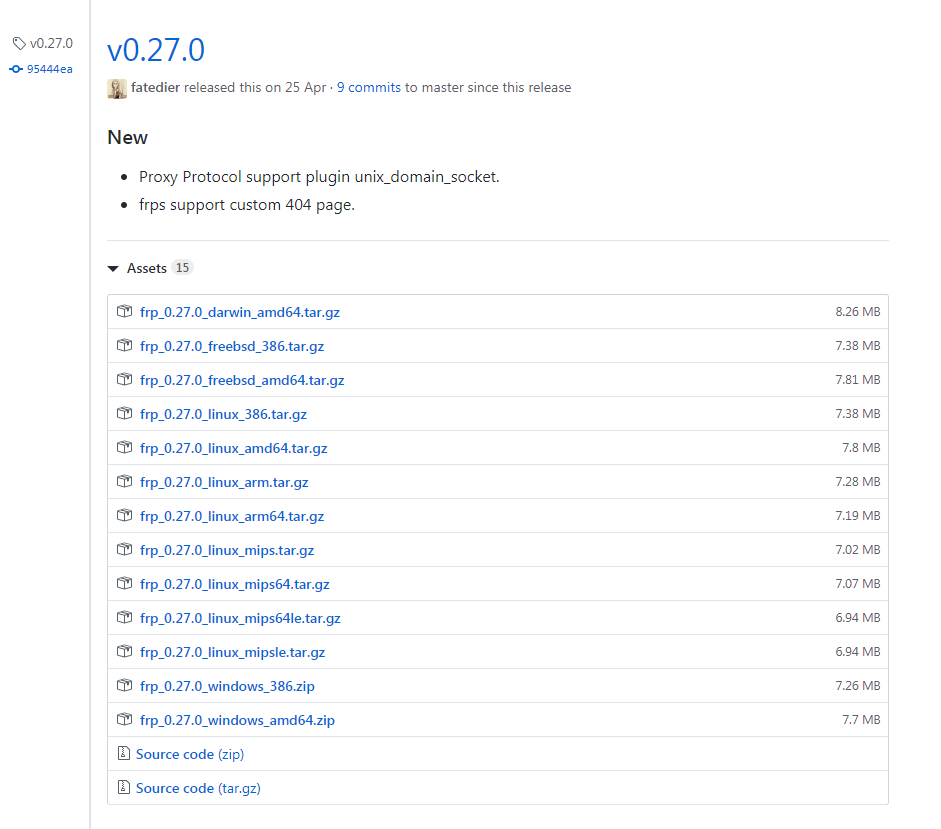 v0.27.0
95444ea
v0.27.0
fatedier released this on 25 Apr · 9 commits to master since this release
New
Proxy Protocol support plugin unix_domain_socket.
frps support custom 404 page.
Assets 15
frp_0.27.0_darwin_amd64.tar.gz 8.26 MB
frp_0.27.0_freebsd_386.tar.gz 7.38 MB
frp_0.27.0_freebsd_amd64.tar.gz 7.81 MB
frp_0.27.0_linux_386.tar.gz 7.38 MB
frp_0.27.0_linux_amd64.tar.gz 7.8 MB
frp_0.27.0_linux_arm.tar.gz 7.28 MB
frp_0.27.0_linux_arm64.tar.gz 7.19 MB
frp_0.27.0_linux_mips.tar.gz 7.02 MB
frp_0.27.0_linux_mips64.tar.gz 7.07 MB
frp_0.27.0_linux_mips64le.tar.gz 6.94 MB
frp_0.27.0_linux_mipsle.tar.gz 6.94 MB
frp_0.27.0_windows_386.zip 7.26 MB
frp_0.27.0_windows_amd64.zip 7.7 MB
Source code (zip)
Source code (tar.gz)